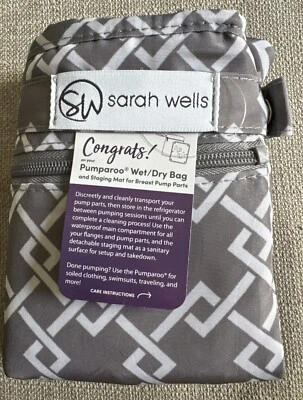 SW sarah wells
Congrats!
on your
Pumparoo® Wet/Dry Bag
and Staging Mat for Breast Pump Parts
Discreetly and cleanly transport your
pump parts, then store in the refrigerator
between pumping sessions until you can
complete a cleaning process! Use the
waterproof main compartment for all
your flanges and pump parts, and the
detachable staging mat as a sanitary
surface for setup and takedown.
Done pumping? Use the Pumparoo® for
soiled clothing, swimsuits, traveling, and
more!
CARE INSTRUCTIONS